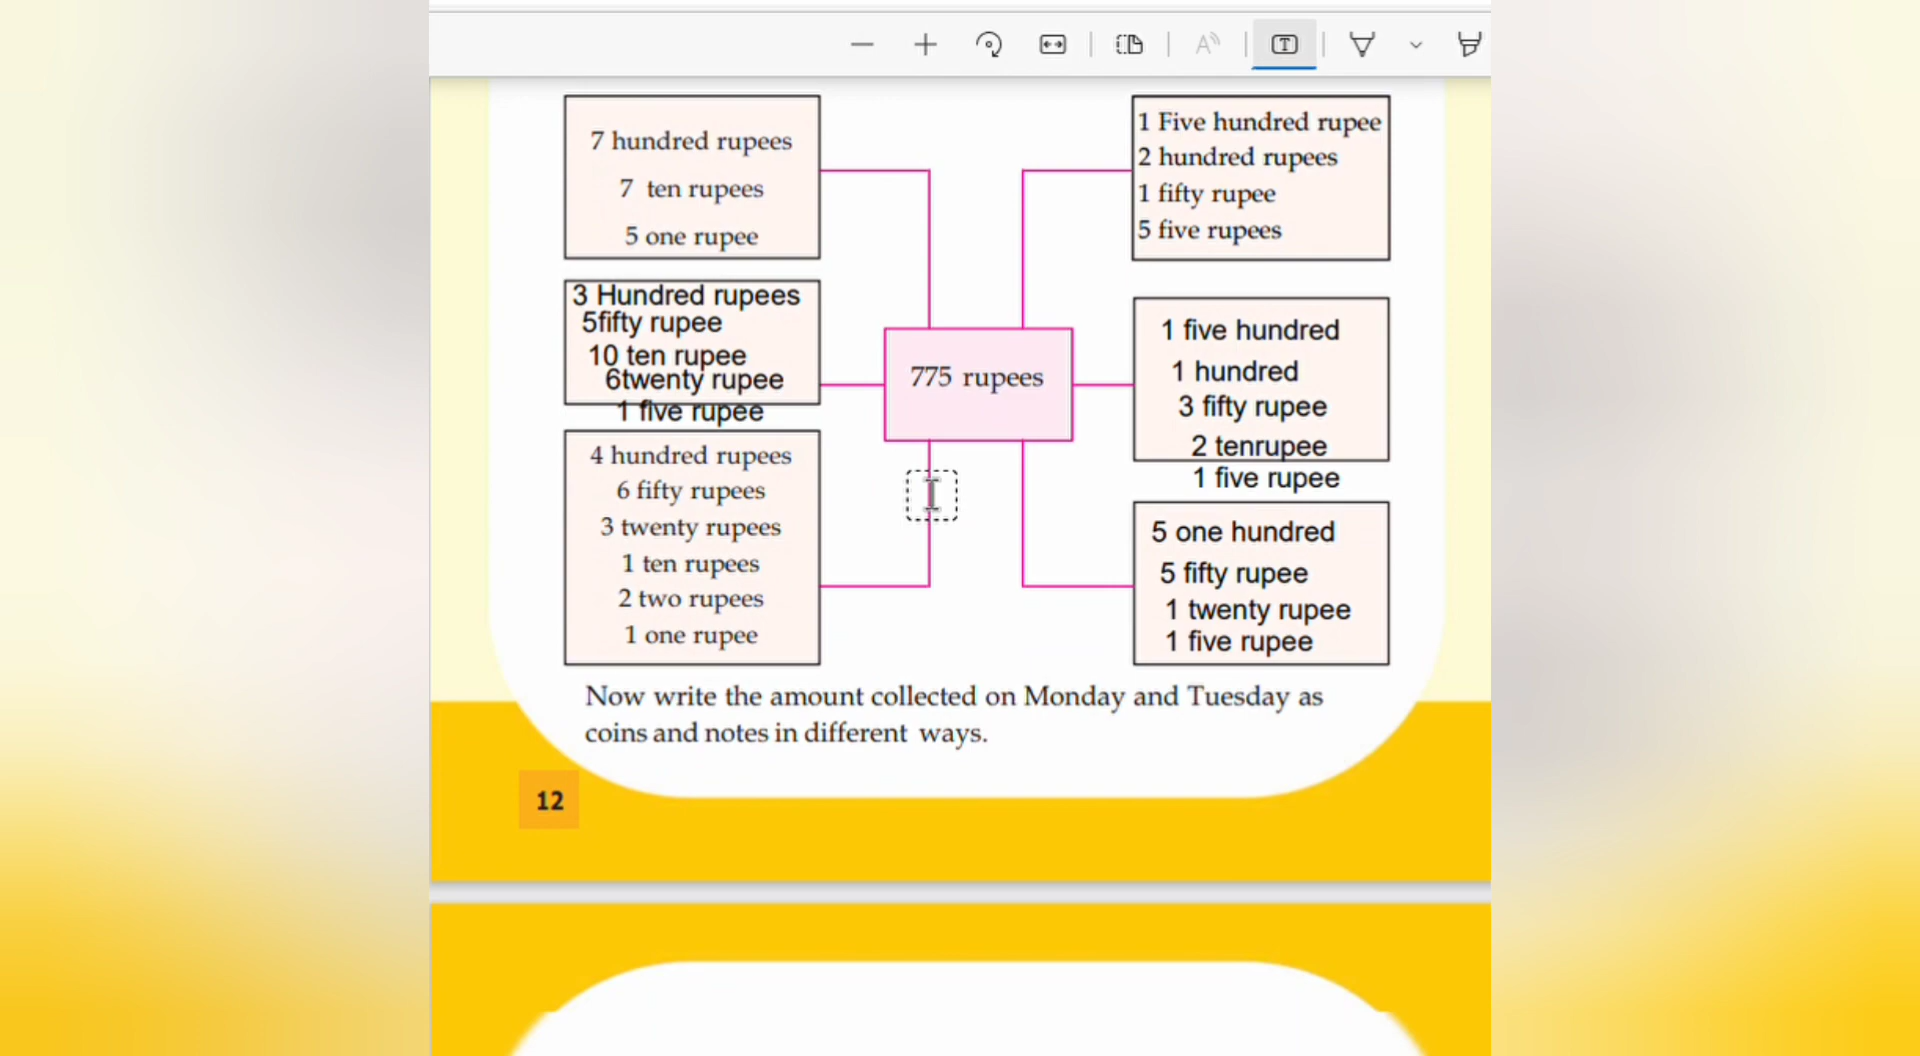 7 hundred rupees
7 ten rupees
5 one rupee
3 Hundred rupees
5fifty rupee
10 ten rupee
6twenty rupee
1 five rupee
4 hundred rupees
6 fifty rupees
3 twenty rupees
1 ten rupees
2 two rupees
1 one rupee
775 rupees
1 Five hundred rupee
2 hundred rupees
1 fifty rupee
5 five rupees
1 five hundred
1 hundred
3 fifty rupee
2 tenrupee
1 five rupee
5 one hundred
5 fifty rupee
1 twenty rupee
1 five rupee
Now write the amount collected on Monday and Tuesday as
coins and notes in different ways.
12